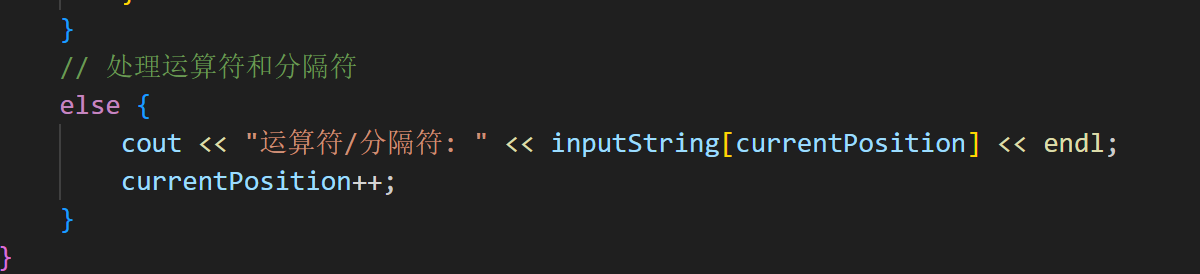 }
// 处理运算符和分隔符
else {
cout << "运算符/分隔符: " << inputString[currentPosition] << endl;
currentPosition++;
}
}